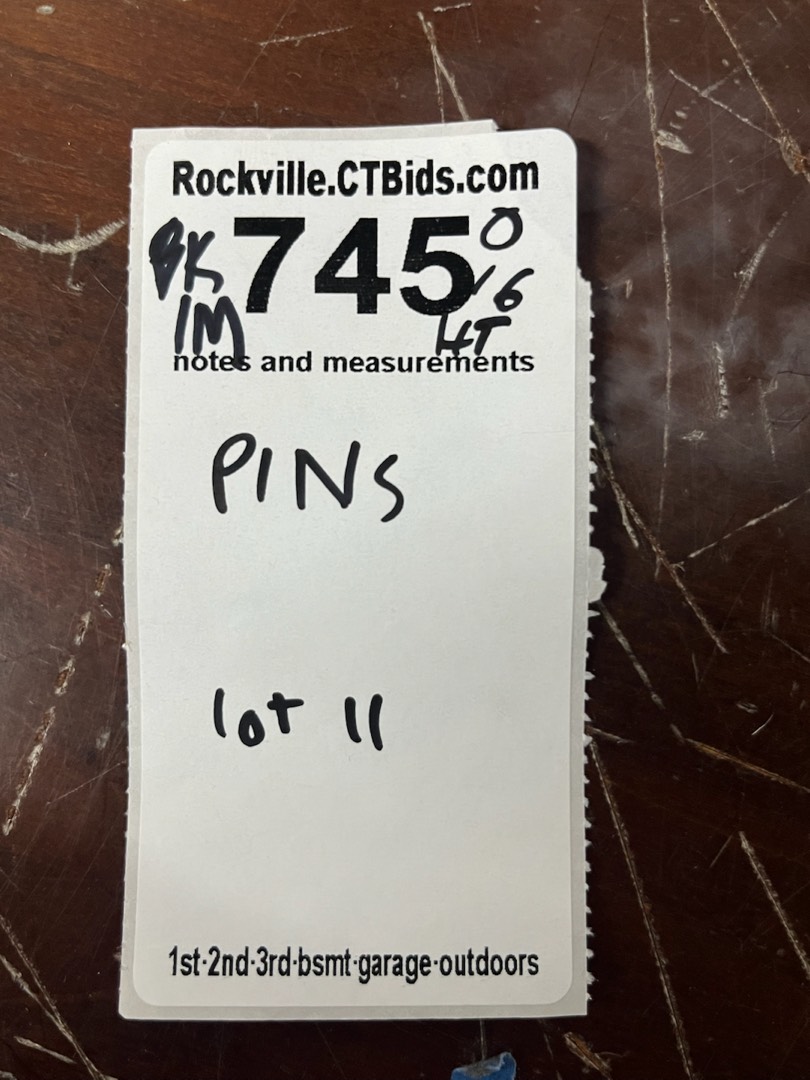 Rockville.CTBids.com
BK 745 0
1M 16
HT
notes and measurements
PINS
lot 11
1st·2nd·3rd·bsmt·garage·outdoors